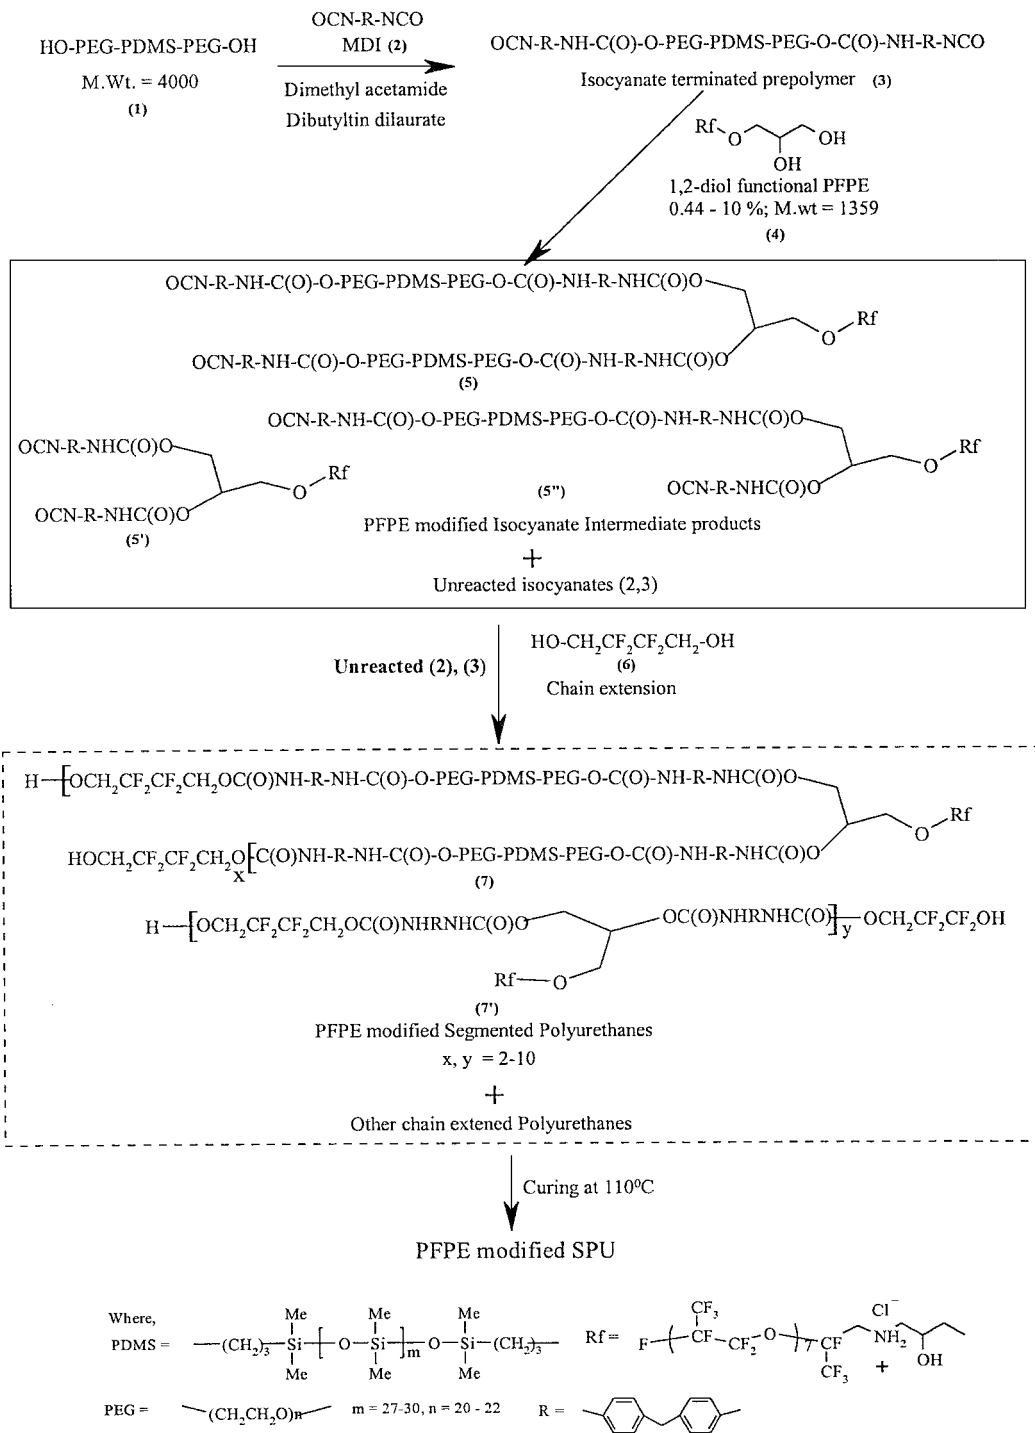 HO-PEG-PDMS-PEG-OH
M.Wt. = 4000
(1)
OCN-R-NCO
MDI (2)
Dimethyl acetamide
Dibutyltin dilaurate
OCN-R-NH-C(O)-O-PEG-PDMS-PEG-O-C(O)-NH-R-NCO
Isocyanate terminated prepolymer (3)
Rf
O
OH
OH
1,2-diol functional PFPE
0.44 - 10 %; M.wt = 1359
(4)
OCN-R-NH-C(O)-O-PEG-PDMS-PEG-O-C(O)-NH-R-NHC(O)O
O
Rf
OCN-R-NH-C(O)-O-PEG-PDMS-PEG-O-C(O)-NH-R-NHC(O)O
(5)
OCN-R-NH-C(O)-O-PEG-PDMS-PEG-O-C(O)-NH-R-NHC(O)O
O
Rf
OCN-R-NHC(O)O
(5'')
OCN-R-NHC(O)O
O
Rf
OCN-R-NHC(O)O
(5')
PFPE modified Isocyanate Intermediate products
+
Unreacted isocyanates (2,3)
Unreacted (2), (3)
HO-CH2CF2CF2CH2-OH
(6)
Chain extension
H-[OCH2CF2CF2CH2OC(O)NH-R-NH-C(O)-O-PEG-PDMS-PEG-O-C(O)-NH-R-NHC(O)O
O
Rf
HOCH2CF2CF2CH2O[C(O)NH-R-NH-C(O)-O-PEG-PDMS-PEG-O-C(O)-NH-R-NHC(O)O
X
(7)
H-[OCH2CF2CF2CH2OC(O)NHRNHC(O)O
OC(O)NHRNHC(O)]y-OCH2CF2CF2OH
Rf-O
(7')
PFPE modified Segmented Polyurethanes
x, y = 2-10
+
Other chain extened Polyurethanes
Curing at 110⁰C
PFPE modified SPU
Where,
PDMS = -(CH2)3-Si-[O-Si]m-O-Si-(CH2)3-
Me Me Me
Me Me Me
Rf = F-(CF-CF2-O)7-CF-NH2
CF3
CF3
Cl-
+
OH
PEG = -(CH2CH2O)n-
m = 27-30, n = 20 - 22
R =